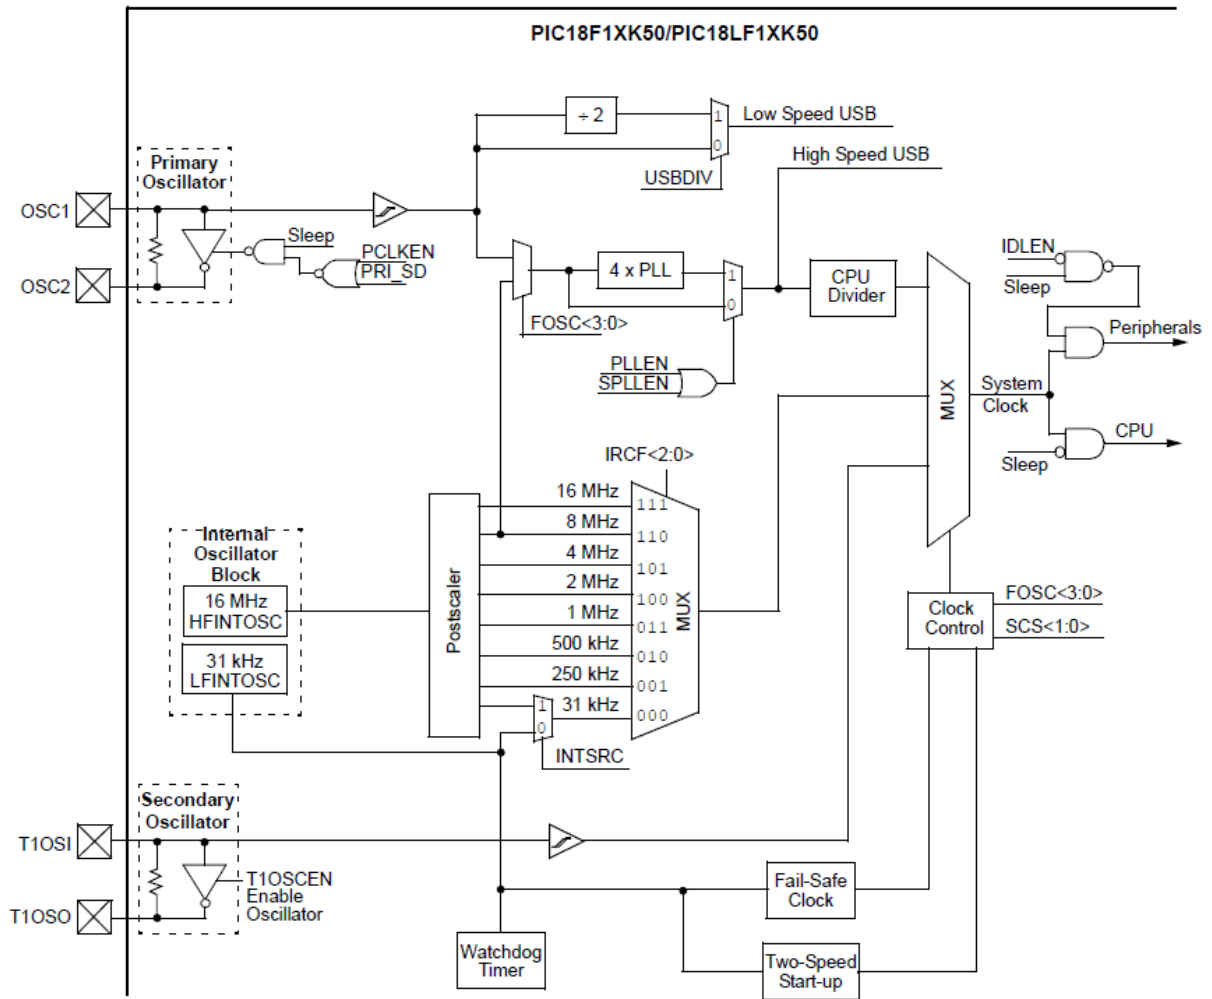 PIC18F1XK50/PIC18LF1XK50
÷ 2
1
0
Low Speed USB
High Speed USB
USBDIV
Primary
Oscillator
OSC1
OSC2
Sleep
PCLKEN
PRI_SD
4 x PLL
1
0
FOSC<3:0>
PLLEN
SPLLEN
CPU
Divider
MUX
IDLEN
Sleep
Peripherals
System
Clock
CPU
Sleep
IRCF<2:0>
Internal
Oscillator
Block
16 MHz
HFINTOSC
31 kHz
LFINTOSC
Postscaler
16 MHz
111
8 MHz
110
4 MHz
101
2 MHz
100
1 MHz
011
500 kHz
010
250 kHz
001
31 kHz
000
1
0
MUX
INTSRC
Clock
Control
FOSC<3:0>
SCS<1:0>
Secondary
Oscillator
T1OSI
T1OSO
T1OSCEN
Enable
Oscillator
Fail-Safe
Clock
Watchdog
Timer
Two-Speed
Start-up